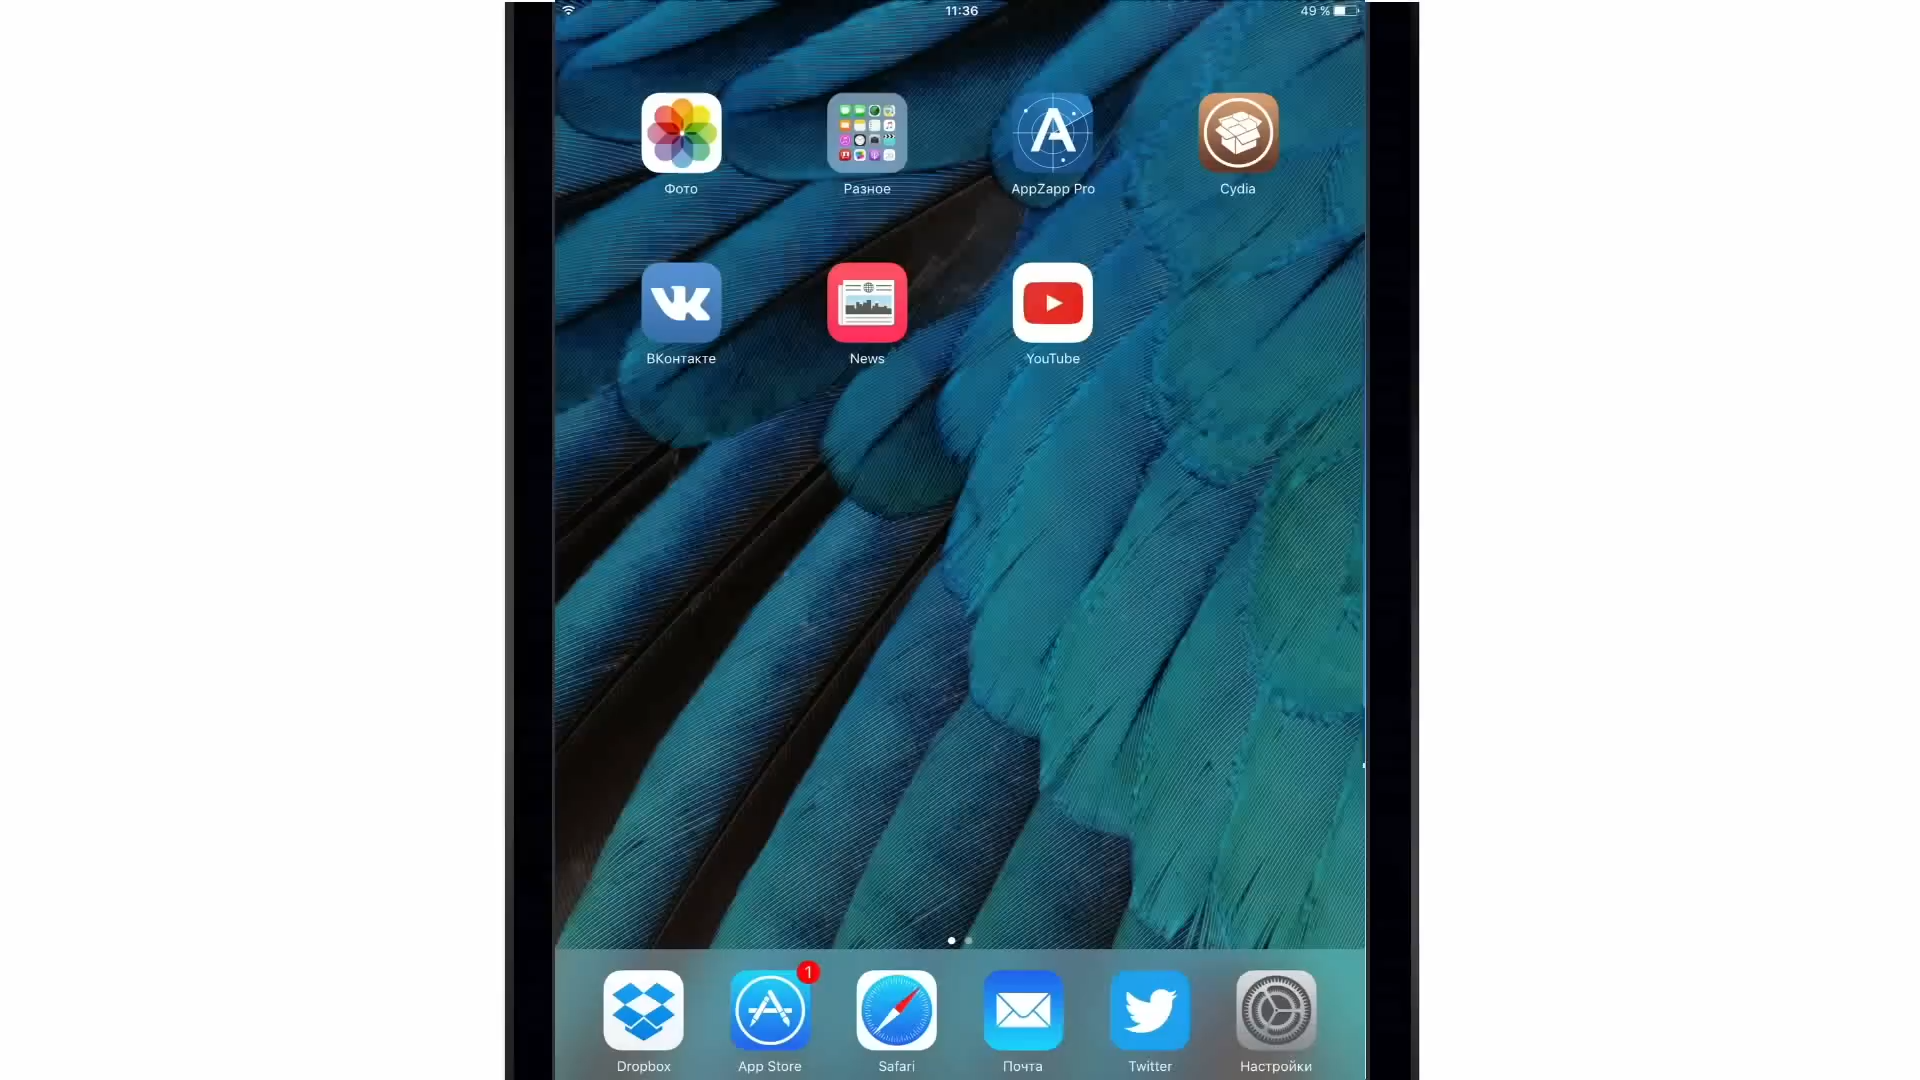 11:36
49 %
Фото
Разное
AppZapp Pro
Cydia
ВКонтакте
News
YouTube
1
Dropbox
App Store
Safari
Почта
Twitter
Настройки